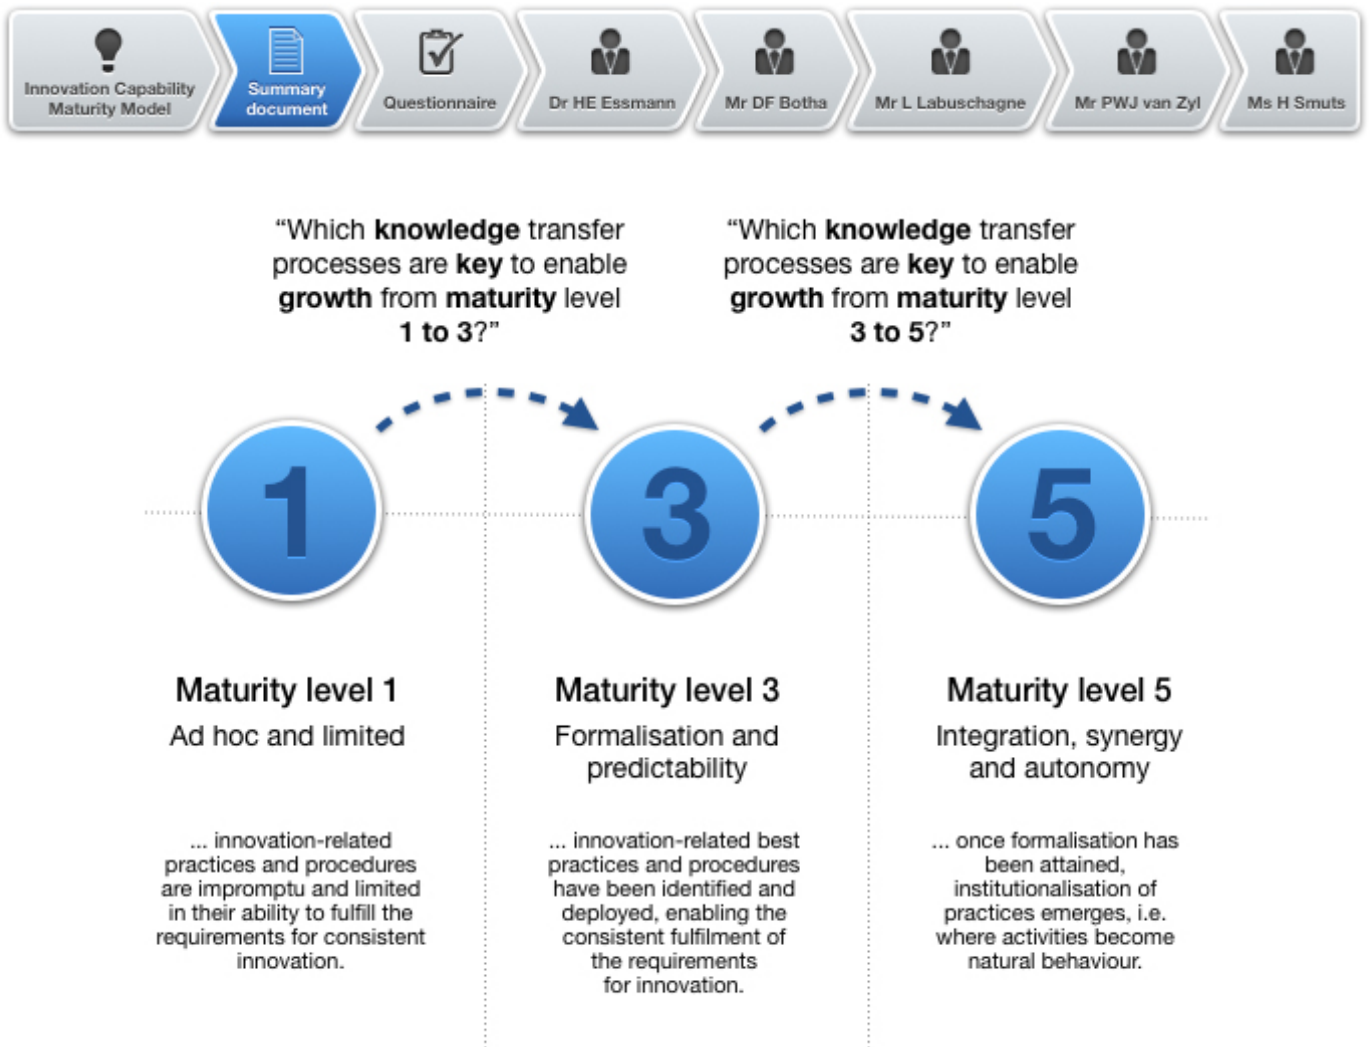 Innovation Capability
Maturity Model
Summary
document
Questionnaire
Dr HE Essmann
Mr DF Botha
Mr L Labuschagne
Mr PWJ van Zyl
Ms H Smuts
“Which knowledge transfer
processes are key to enable
growth from maturity level
1 to 3?”
“Which knowledge transfer
processes are key to enable
growth from maturity level
3 to 5?”
1
3
5
Maturity level 1
Ad hoc and limited
... innovation-related
practices and procedures
are impromptu and limited
in their ability to fulfill the
requirements for consistent
innovation.
Maturity level 3
Formalisation and
predictability
... innovation-related best
practices and procedures
have been identified and
deployed, enabling the
consistent fulfilment of
the requirements
for innovation.
Maturity level 5
Integration, synergy
and autonomy
... once formalisation has
been attained,
institutionalisation of
practices emerges, i.e.
where activities become
natural behaviour.